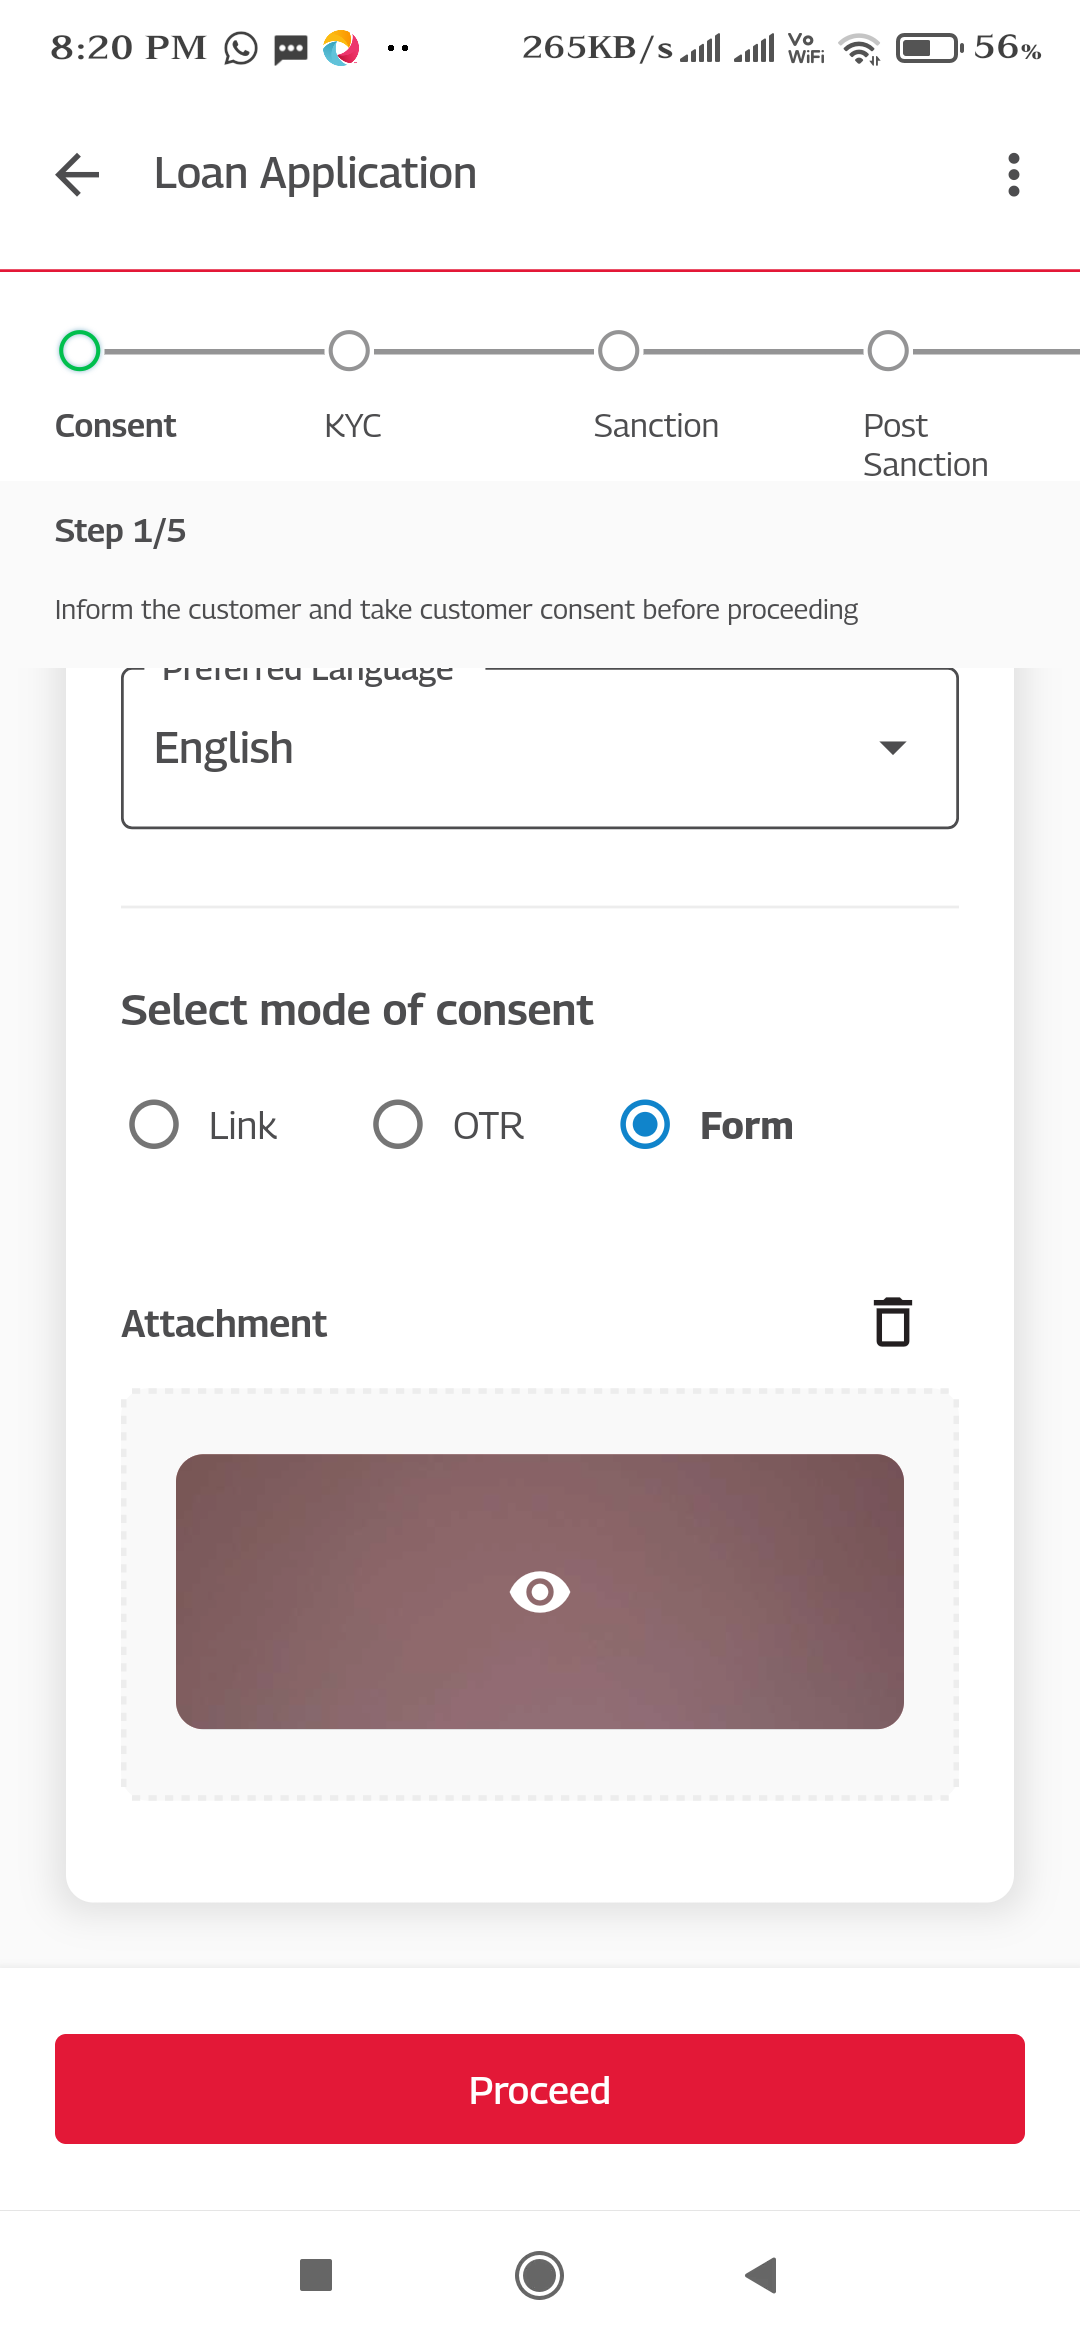 8:20 PM
265KB/s
Vo
WiFi
56%
Loan Application
Consent
KYC
Sanction
Post
Sanction
Step 1/5
Inform the customer and take customer consent before proceeding
Preferred Language
English
Select mode of consent
Link
OTR
Form
Attachment
Proceed